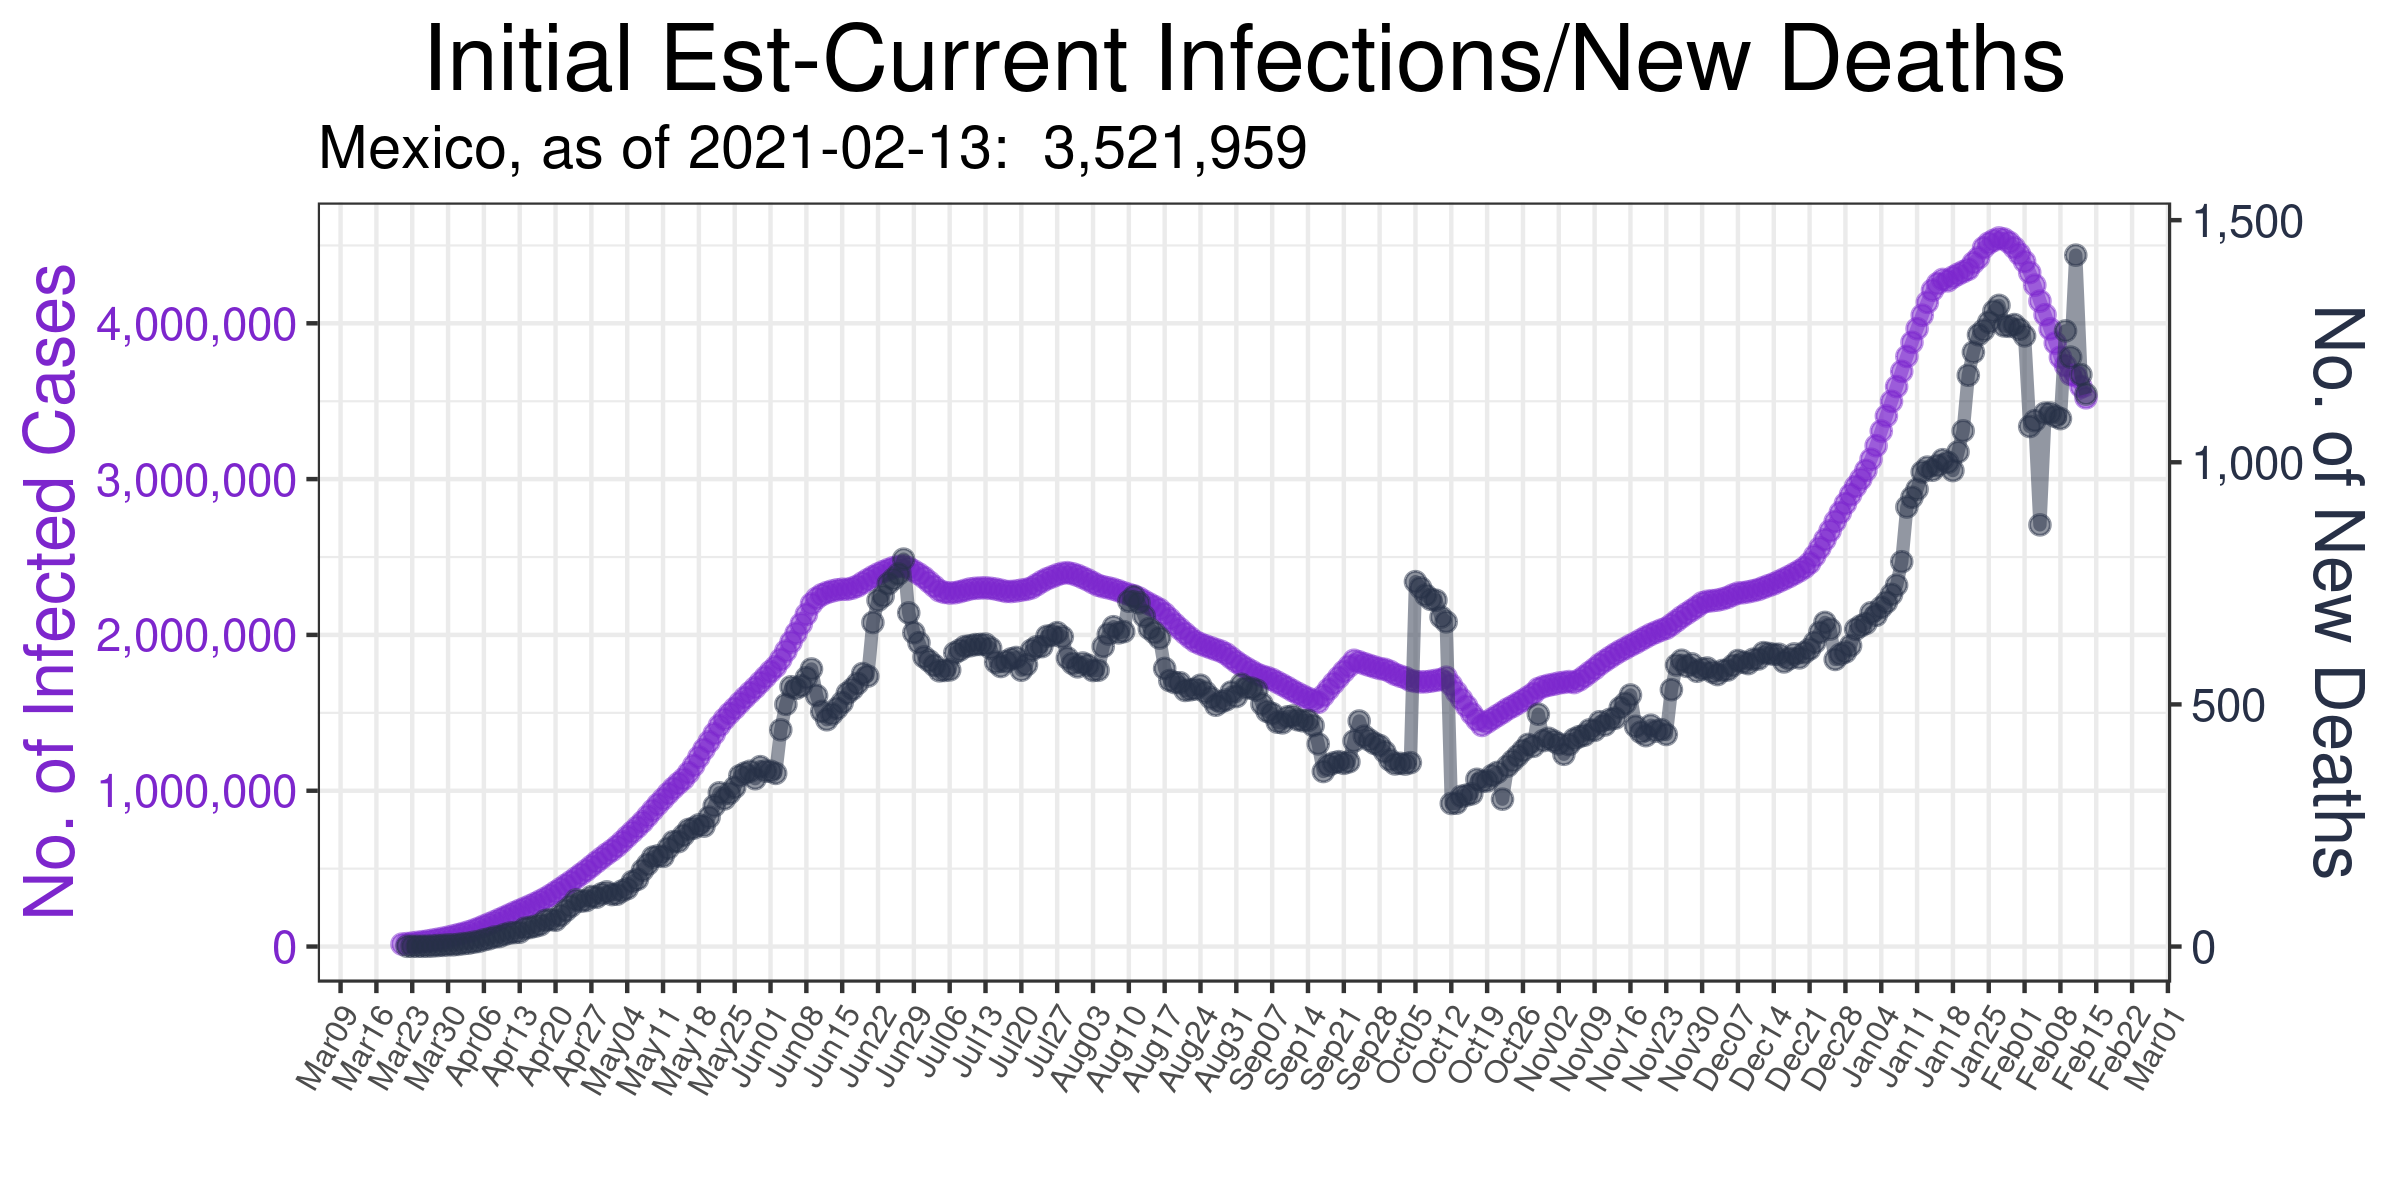 Initial Est-Current Infections/New Deaths
Mexico, as of 2021-02-13:  3,521,959
No. of Infected Cases
4,000,000
3,000,000
2,000,000
1,000,000
0
1,500
1,000
500
0
No. of New Deaths
Mar09
Mar16
Mar23
Mar30
Apr06
Apr13
Apr20
Apr27
May04
May11
May18
May25
Jun01
Jun08
Jun15
Jun22
Jun29
Jul06
Jul13
Jul20
Jul27
Aug03
Aug10
Aug17
Aug24
Aug31
Sep07
Sep14
Sep21
Sep28
Oct05
Oct12
Oct19
Oct26
Nov02
Nov09
Nov16
Nov23
Nov30
Dec07
Dec14
Dec21
Dec28
Jan04
Jan11
Jan18
Jan25
Feb01
Feb08
Feb15
Feb22
Mar01